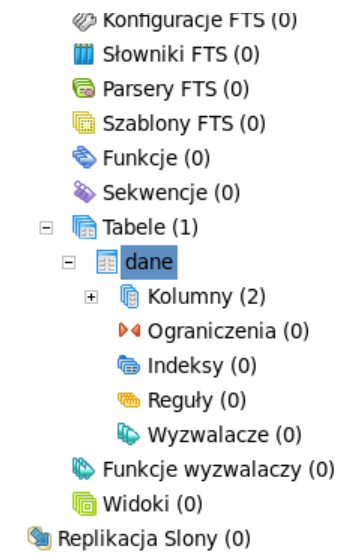 Konfiguracje FTS (0)
Słowniki FTS (0)
Parsery FTS (0)
Szablony FTS (0)
Funkcje (0)
Sekwencje (0)
Tabele (1)
dane
Kolumny (2)
Ograniczenia (0)
Indeksy (0)
Reguły (0)
Wyzwalacze (0)
Funkcje wyzwalaczy (0)
Widoki (0)
Replikacja Slony (0)